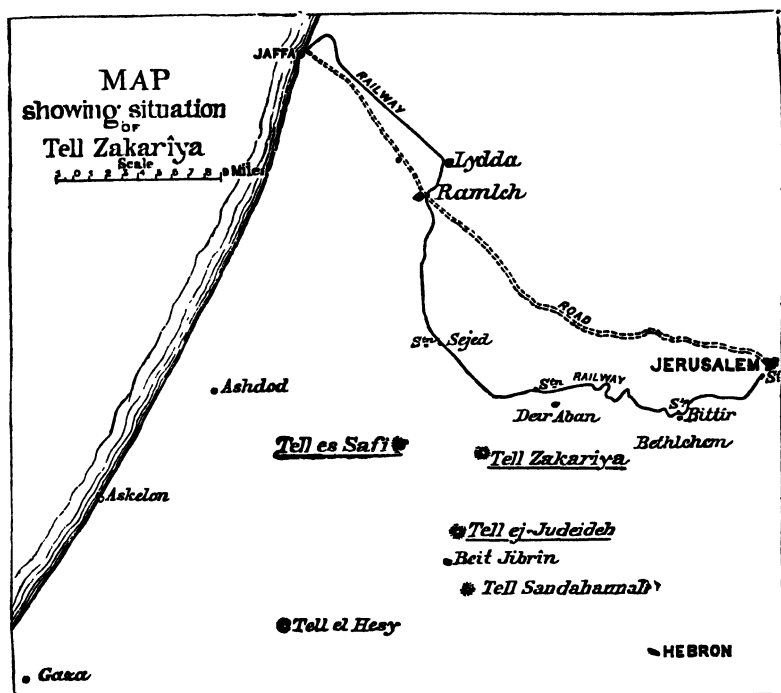 MAP
showing situation
OF
Tell Zakarîya
Scale
Miles
JAFFA
RAILWAY
Lydda
Ramleh
ROAD
Stn Sejed
JERUSALEM
Stn
RAILWAY
Ashdod
Deir Aban
Stn
Bittir
Bethlehem
Tell es Safi
Tell Zakariya
Askelon
Tell ej-Judeideh
Beit Jibrîn
Tell Sandahannah
Tell el Hesy
HEBRON
Gaza